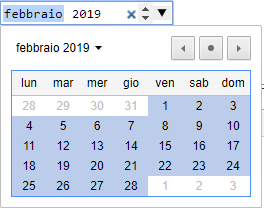 febbraio 2019
febbraio 2019
lun mar mer gio ven sab dom
28 29 30 31 1 2 3
4 5 6 7 8 9 10
11 12 13 14 15 16 17
18 19 20 21 22 23 24
25 26 27 28 1 2 3